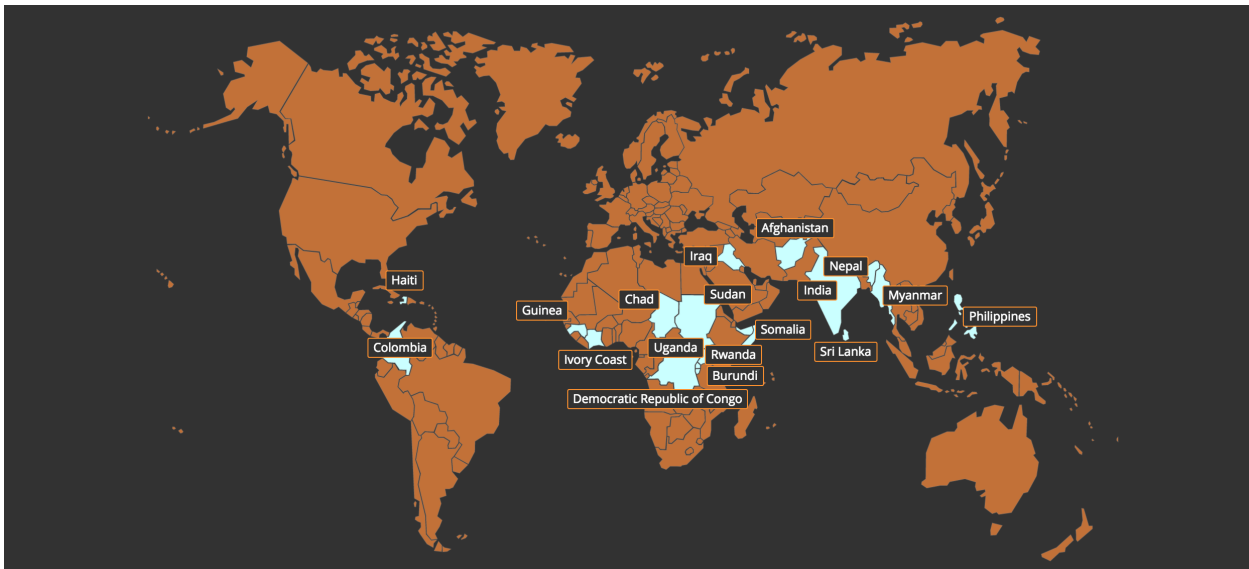 Afghanistan
Iraq
Nepal
Haiti
India
Sudan
Myanmar
Chad
Guinea
Philippines
Somalia
Colombia
Uganda
Sri Lanka
Rwanda
Ivory Coast
Burundi
Democratic Republic of Congo